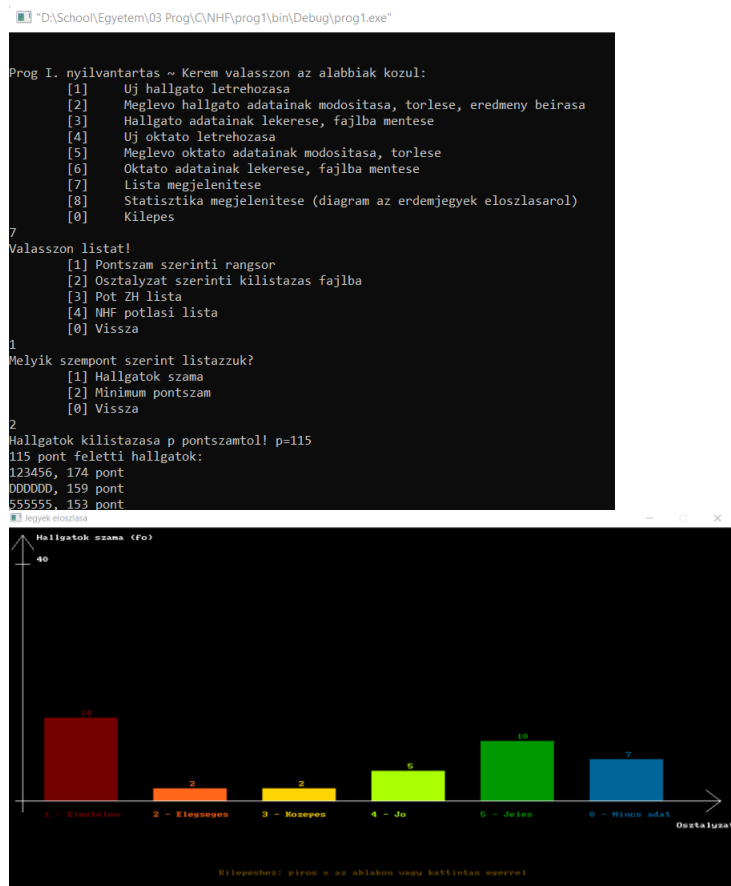 "D:\School\Egyetem\03 Prog\C\NHF\prog1\bin\Debug\prog1.exe"
Prog I. nyilvantartas ~ Kerem valasszon az alabbiak kozul:
[1] Uj hallgato letrehozasa
[2] Meglevo hallgato adatainak modositasa, torlese, eredmeny beirasa
[3] Hallgato adatainak lekerese, fajlba mentese
[4] Uj oktato letrehozasa
[5] Meglevo oktato adatainak modositasa, torlese
[6] Oktato adatainak lekerese, fajlba mentese
[7] Lista megjelenitese
[8] Statisztika megjelenitese (diagram az erdemjegyek eloszlasarol)
[0] Kilepes
7
Valasszon listat!
[1] Pontszam szerinti rangsor
[2] Osztalyzat szerinti kilistazas fajlba
[3] Pot ZH lista
[4] NHF potlasi lista
[0] Vissza
1
Melyik szempont szerint listazzuk?
[1] Hallgatok szama
[2] Minimum pontszam
[0] Vissza
2
Hallgatok kilistazasa p pontszamtol! p=115
115 pont feletti hallgatok:
123456, 174 pont
DDDDDD, 159 pont
555555, 153 pont
Jegyek eloszlasa
Hallgatok szama (fo)
40
14
2
2
5
10
7
1 - Elegtelen
2 - Elegseges
3 - Kozepes
4 - Jo
5 - Jeles
0 - Nincs adat
Osztalyzat
Kilepeshez: piros x az ablakon vagy kattintas egerrel